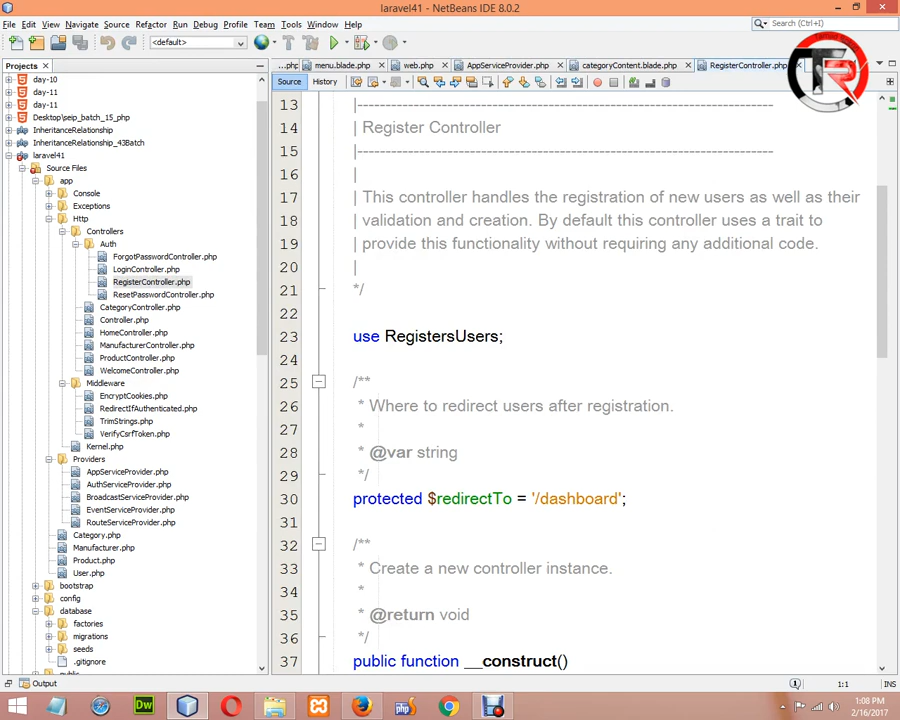 laravel41 - NetBeans IDE 8.0.2
File Edit View Navigate Source Refactor Run Debug Profile Team Tools Window Help
<default>
Search (Ctrl+I)
Projects
...php menu.blade.php web.php AppServiceProvider.php categoryContent.blade.php RegisterController.php
Source History
day-10
day-11
day-11
Desktop\seip_batch_15_php
InheritanceRelationship
InheritanceRelationship_43Batch
laravel41
Source Files
app
Console
Exceptions
Http
Controllers
Auth
ForgotPasswordController.php
LoginController.php
RegisterController.php
ResetPasswordController.php
CategoryController.php
Controller.php
HomeController.php
ManufacturerController.php
ProductController.php
WelcomeController.php
Middleware
EncryptCookies.php
RedirectIfAuthenticated.php
TrimStrings.php
VerifyCsrfToken.php
Kernel.php
Providers
AppServiceProvider.php
AuthServiceProvider.php
BroadcastServiceProvider.php
EventServiceProvider.php
RouteServiceProvider.php
Category.php
Manufacturer.php
Product.php
User.php
bootstrap
config
database
factories
migrations
seeds
.gitignore
public
13 |--------------------------------------------------------------------------
14 | Register Controller
15 |--------------------------------------------------------------------------
16 |
17 | This controller handles the registration of new users as well as their
18 | validation and creation. By default this controller uses a trait to
19 | provide this functionality without requiring any additional code.
20 |
21 */
22
23 use RegistersUsers;
24
25 /**
26 * Where to redirect users after registration.
27 *
28 * @var string
29 */
30 protected $redirectTo = '/dashboard';
31
32 /**
33 * Create a new controller instance.
34 *
35 * @return void
36 */
37 public function __construct()
Output
1:1 INS
Dw
php
1:08 PM
2/16/2017